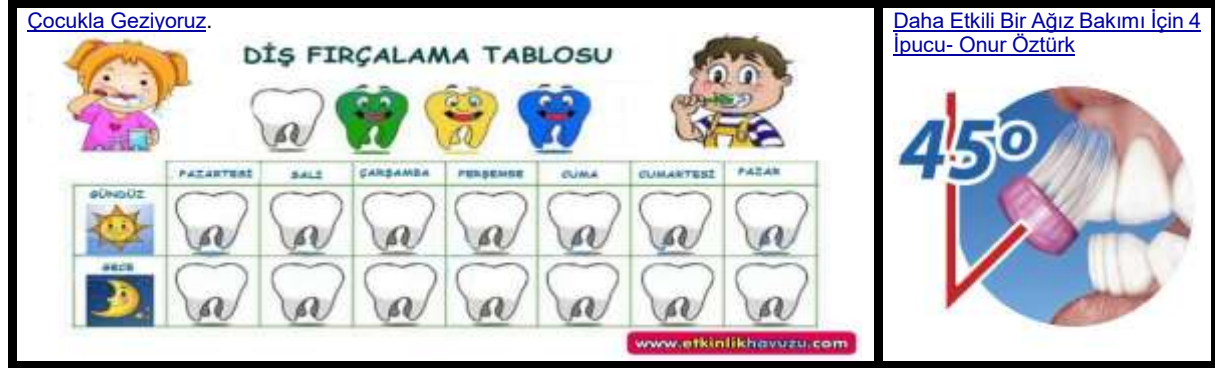 Çocukla Geziyoruz.
DİŞ FIRÇALAMA TABLOSU
PAZARTESİ SALI ÇARŞAMBA PERŞEMBE CUMA CUMARTESİ PAZAR
GÜNDÜZ
GECE
www.etkinlikhavuzu.com
Daha Etkili Bir Ağız Bakımı İçin 4
İpucu- Onur Öztürk
45º